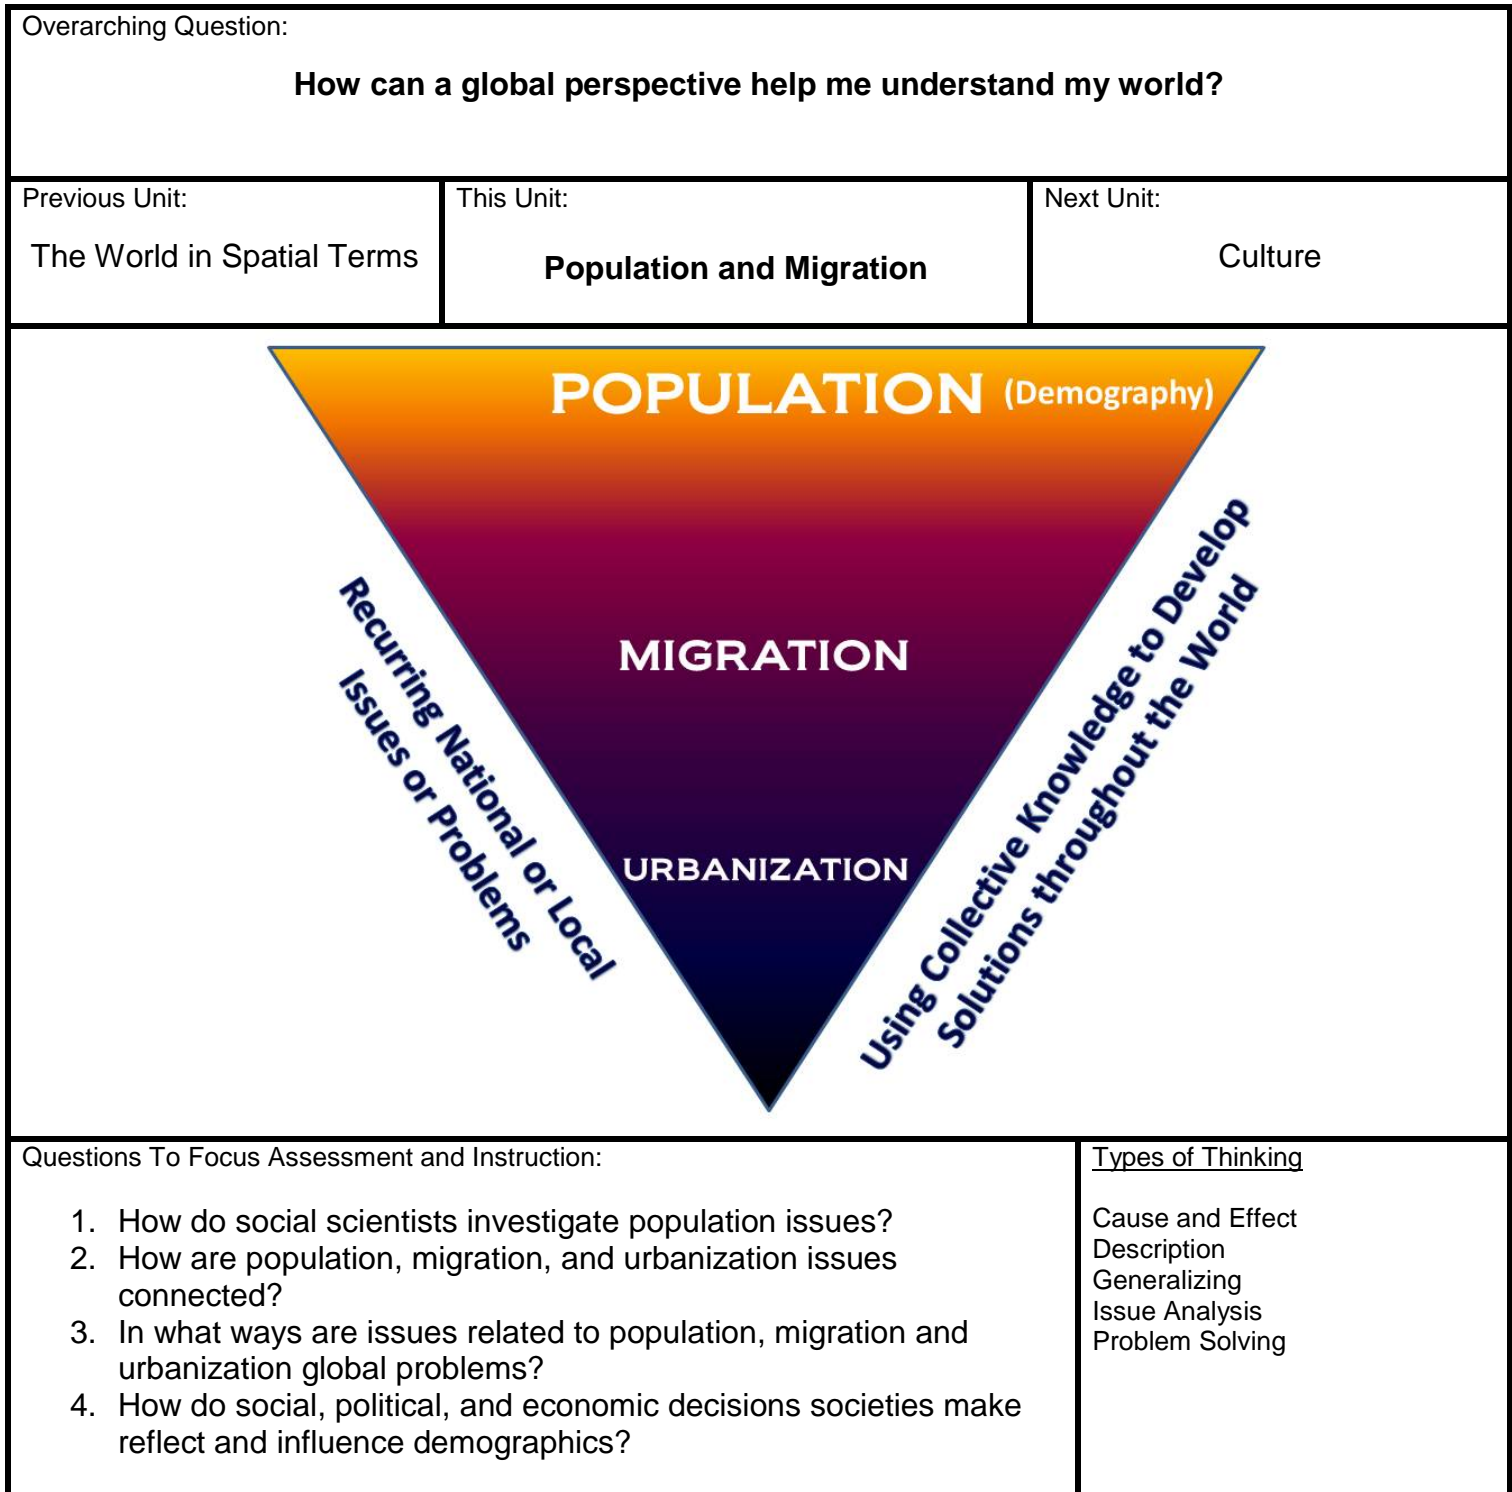 Overarching Question:
How can a global perspective help me understand my world?
Previous Unit:
The World in Spatial Terms
This Unit:
Population and Migration
Next Unit:
Culture
POPULATION (Demography)
MIGRATION
URBANIZATION
Recurring National or Local
Issues or Problems
Using Collective Knowledge to Develop
Solutions throughout the World
Questions To Focus Assessment and Instruction:
1. How do social scientists investigate population issues?
2. How are population, migration, and urbanization issues
connected?
3. In what ways are issues related to population, migration and
urbanization global problems?
4. How do social, political, and economic decisions societies make
reflect and influence demographics?
Types of Thinking
Cause and Effect
Description
Generalizing
Issue Analysis
Problem Solving